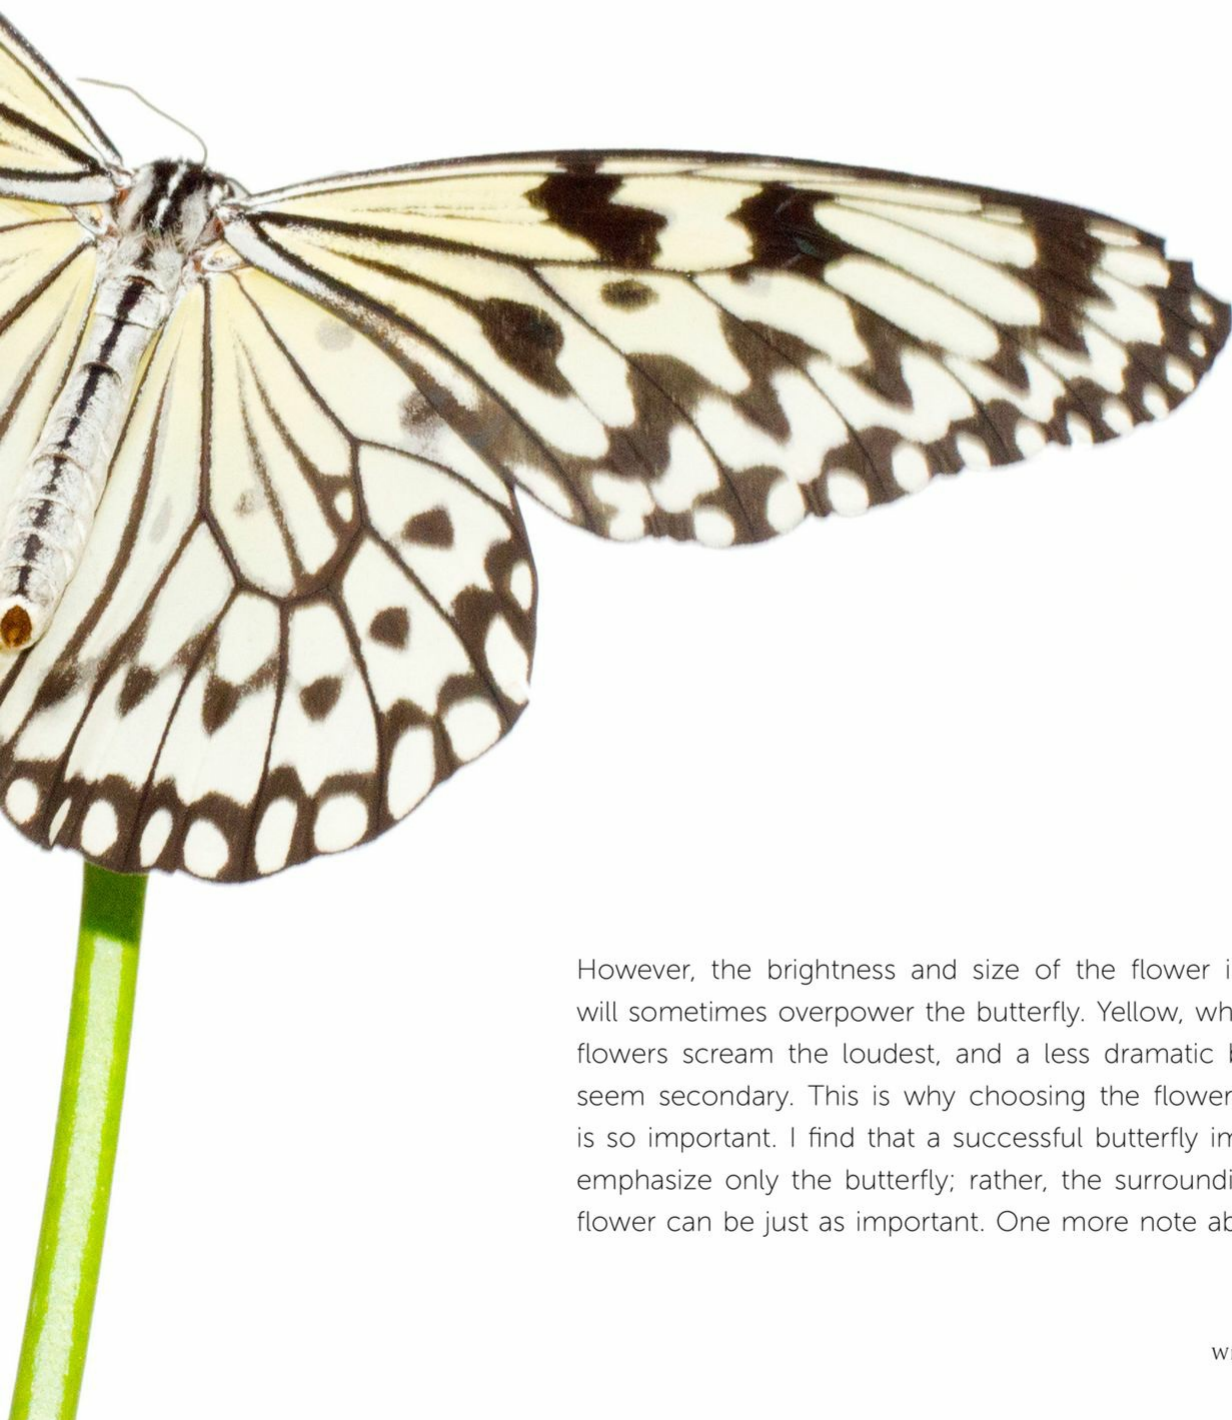 However, the brightness and size of the flower
will sometimes overpower the butterfly. Yellow,
flowers scream the loudest, and a less dramatic
seem secondary. This is why choosing the flower
is so important. I find that a successful butterfly
emphasize only the butterfly; rather, the
flower can be just as important. One more note